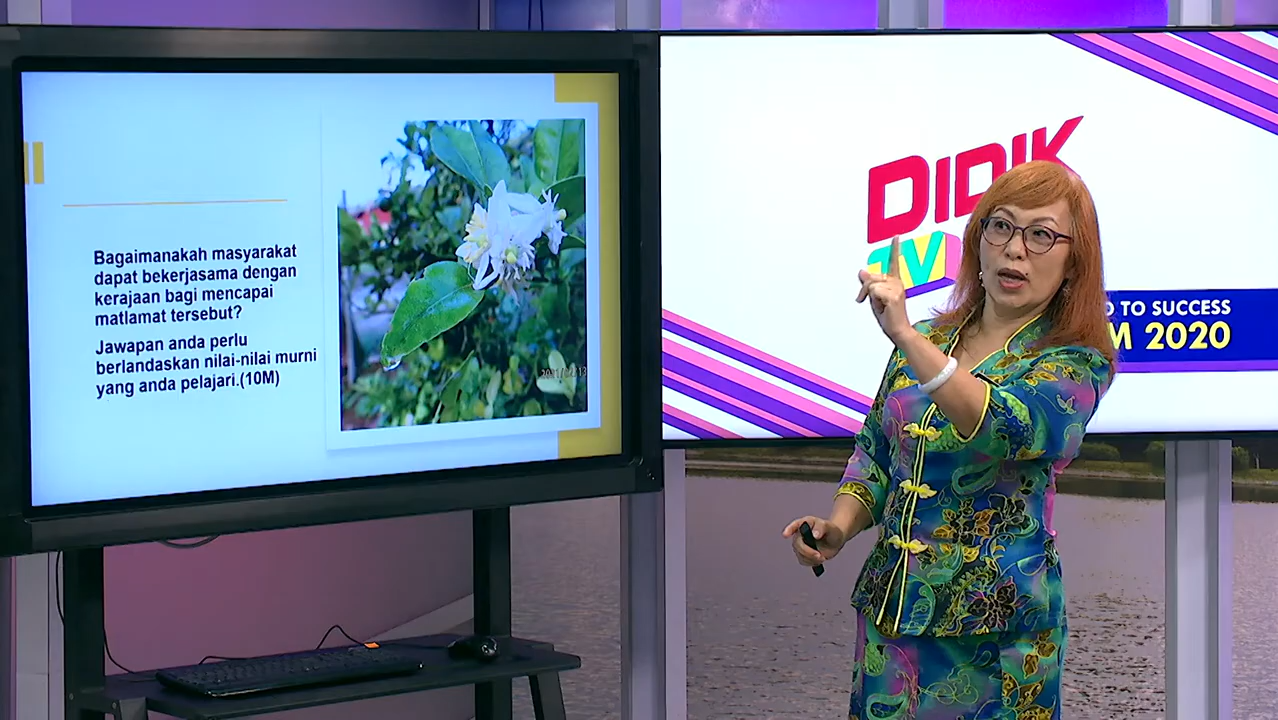 Bagaimanakah masyarakat
dapat bekerjasama dengan
kerajaan bagi mencapai
matlamat tersebut?
Jawapan anda perlu
berlandaskan nilai-nilai murni
yang anda pelajari.(10M)
DIDIK
TV
TO SUCCESS
2020